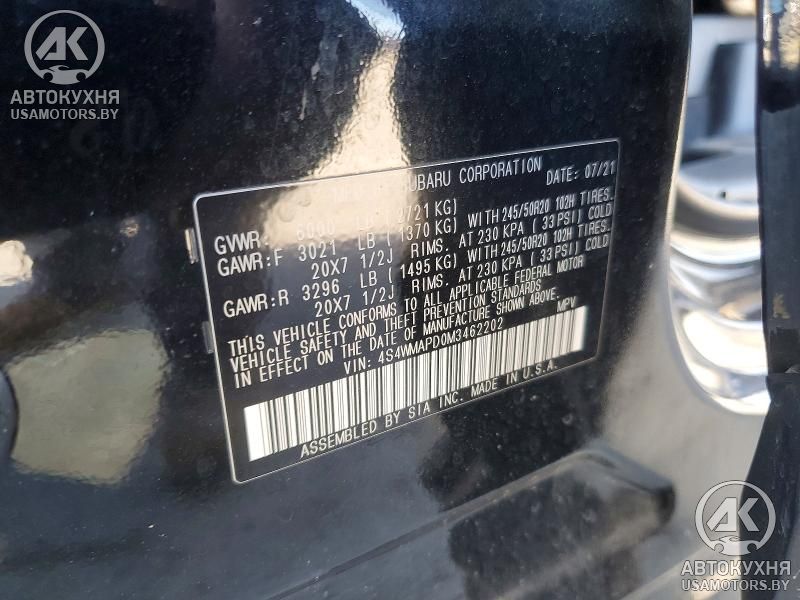 АВТОКУХНЯ
USAMOTORS.BY
SUBARU CORPORATION DATE: 07/21
GVWR: LB (2721 KG)
GAWR:F 3021 LB (1370 KG) WITH 245/50R20 102H TIRES.
20X7 1/2J RIMS. AT 230 KPA (33 PSI) COLD
GAWR:R 3296 LB (1495 KG) WITH 245/50R20 102H TIRES.
20X7 1/2J RIMS. AT 230 KPA (33 PSI) COLD
THIS VEHICLE CONFORMS TO ALL APPLICABLE FEDERAL MOTOR
VEHICLE SAFETY AND THEFT PREVENTION STANDARDS
IN EFFECT ON THE DATE OF MANUFACTURE SHOWN ABOVE.
VIN: 4S4WMAPD0M3462202 MPV
ASSEMBLED BY SIA INC. MADE IN U.S.A.
АВТОКУХНЯ
USAMOTORS.BY